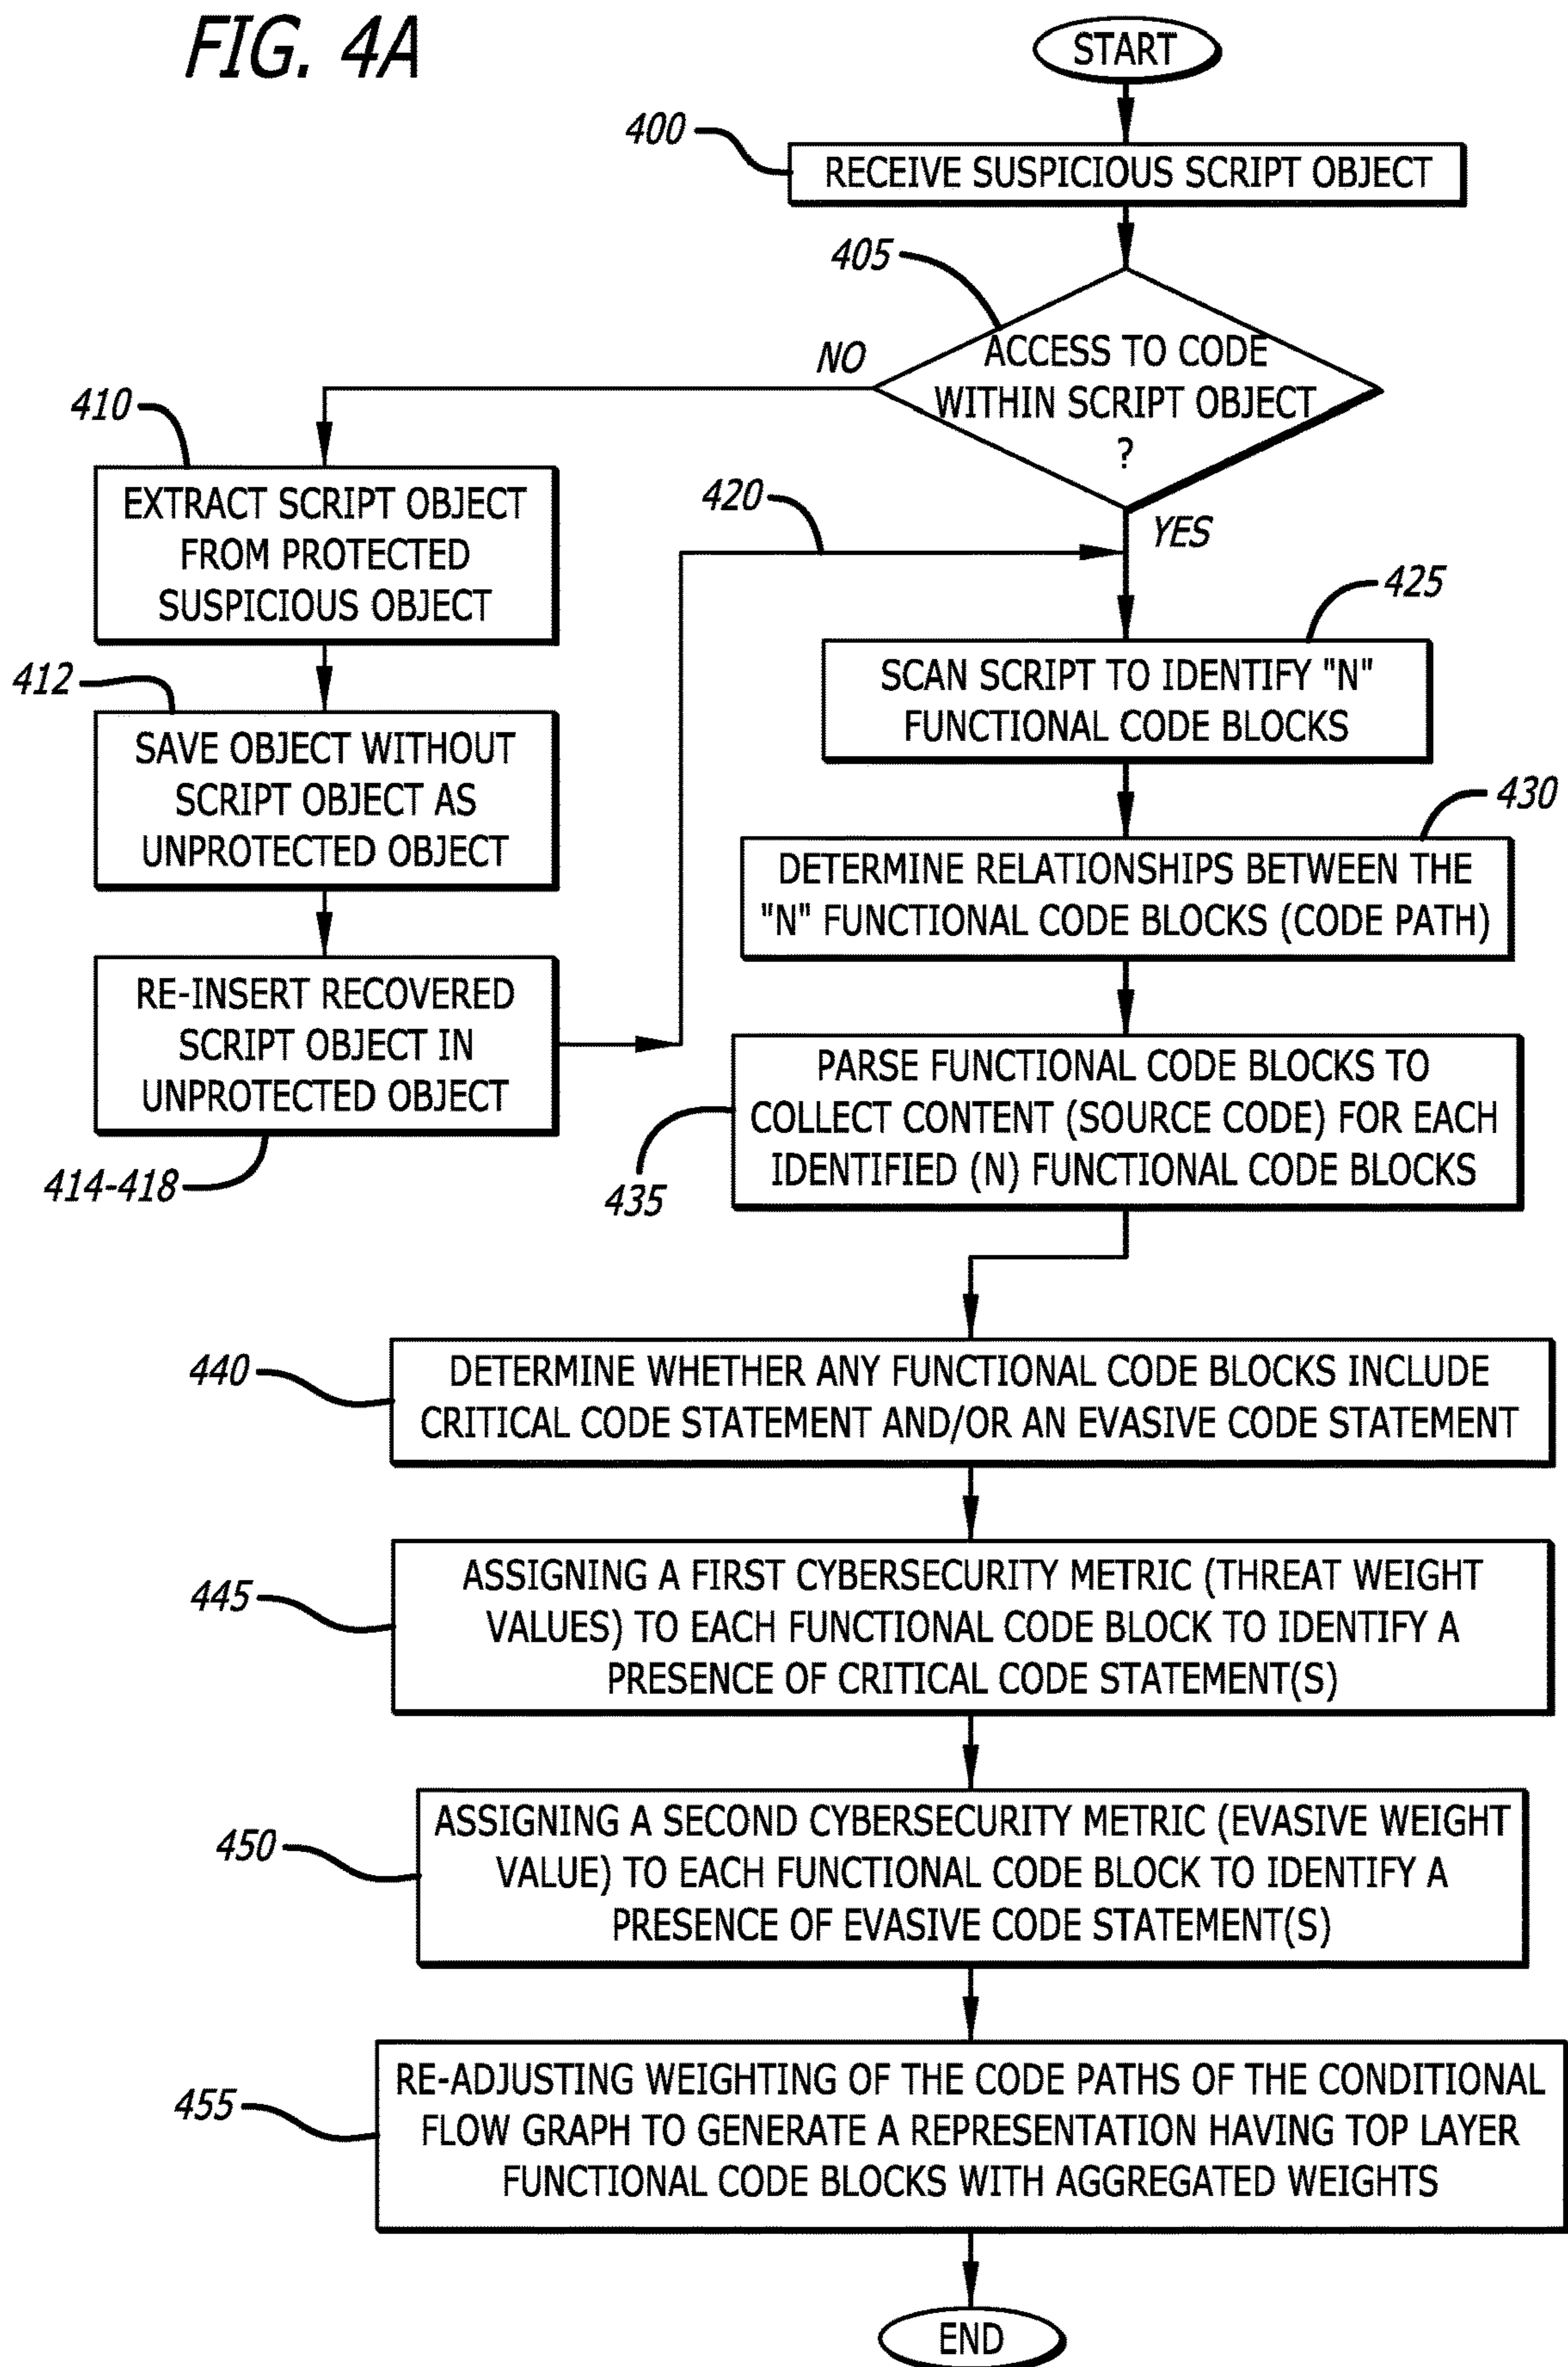 FIG. 4A
START
400
RECEIVE SUSPICIOUS SCRIPT OBJECT
405
ACCESS TO CODE
WITHIN SCRIPT OBJECT
?
NO
YES
410
EXTRACT SCRIPT OBJECT
FROM PROTECTED
SUSPICIOUS OBJECT
412
SAVE OBJECT WITHOUT
SCRIPT OBJECT AS
UNPROTECTED OBJECT
RE-INSERT RECOVERED
SCRIPT OBJECT IN
UNPROTECTED OBJECT
414-418
420
425
SCAN SCRIPT TO IDENTIFY "N"
FUNCTIONAL CODE BLOCKS
430
DETERMINE RELATIONSHIPS BETWEEN THE
"N" FUNCTIONAL CODE BLOCKS (CODE PATH)
PARSE FUNCTIONAL CODE BLOCKS TO
COLLECT CONTENT (SOURCE CODE) FOR EACH
IDENTIFIED (N) FUNCTIONAL CODE BLOCKS
435
440
DETERMINE WHETHER ANY FUNCTIONAL CODE BLOCKS INCLUDE
CRITICAL CODE STATEMENT AND/OR AN EVASIVE CODE STATEMENT
445
ASSIGNING A FIRST CYBERSECURITY METRIC (THREAT WEIGHT
VALUES) TO EACH FUNCTIONAL CODE BLOCK TO IDENTIFY A
PRESENCE OF CRITICAL CODE STATEMENT(S)
450
ASSIGNING A SECOND CYBERSECURITY METRIC (EVASIVE WEIGHT
VALUE) TO EACH FUNCTIONAL CODE BLOCK TO IDENTIFY A
PRESENCE OF EVASIVE CODE STATEMENT(S)
455
RE-ADJUSTING WEIGHTING OF THE CODE PATHS OF THE CONDITIONAL
FLOW GRAPH TO GENERATE A REPRESENTATION HAVING TOP LAYER
FUNCTIONAL CODE BLOCKS WITH AGGREGATED WEIGHTS
END